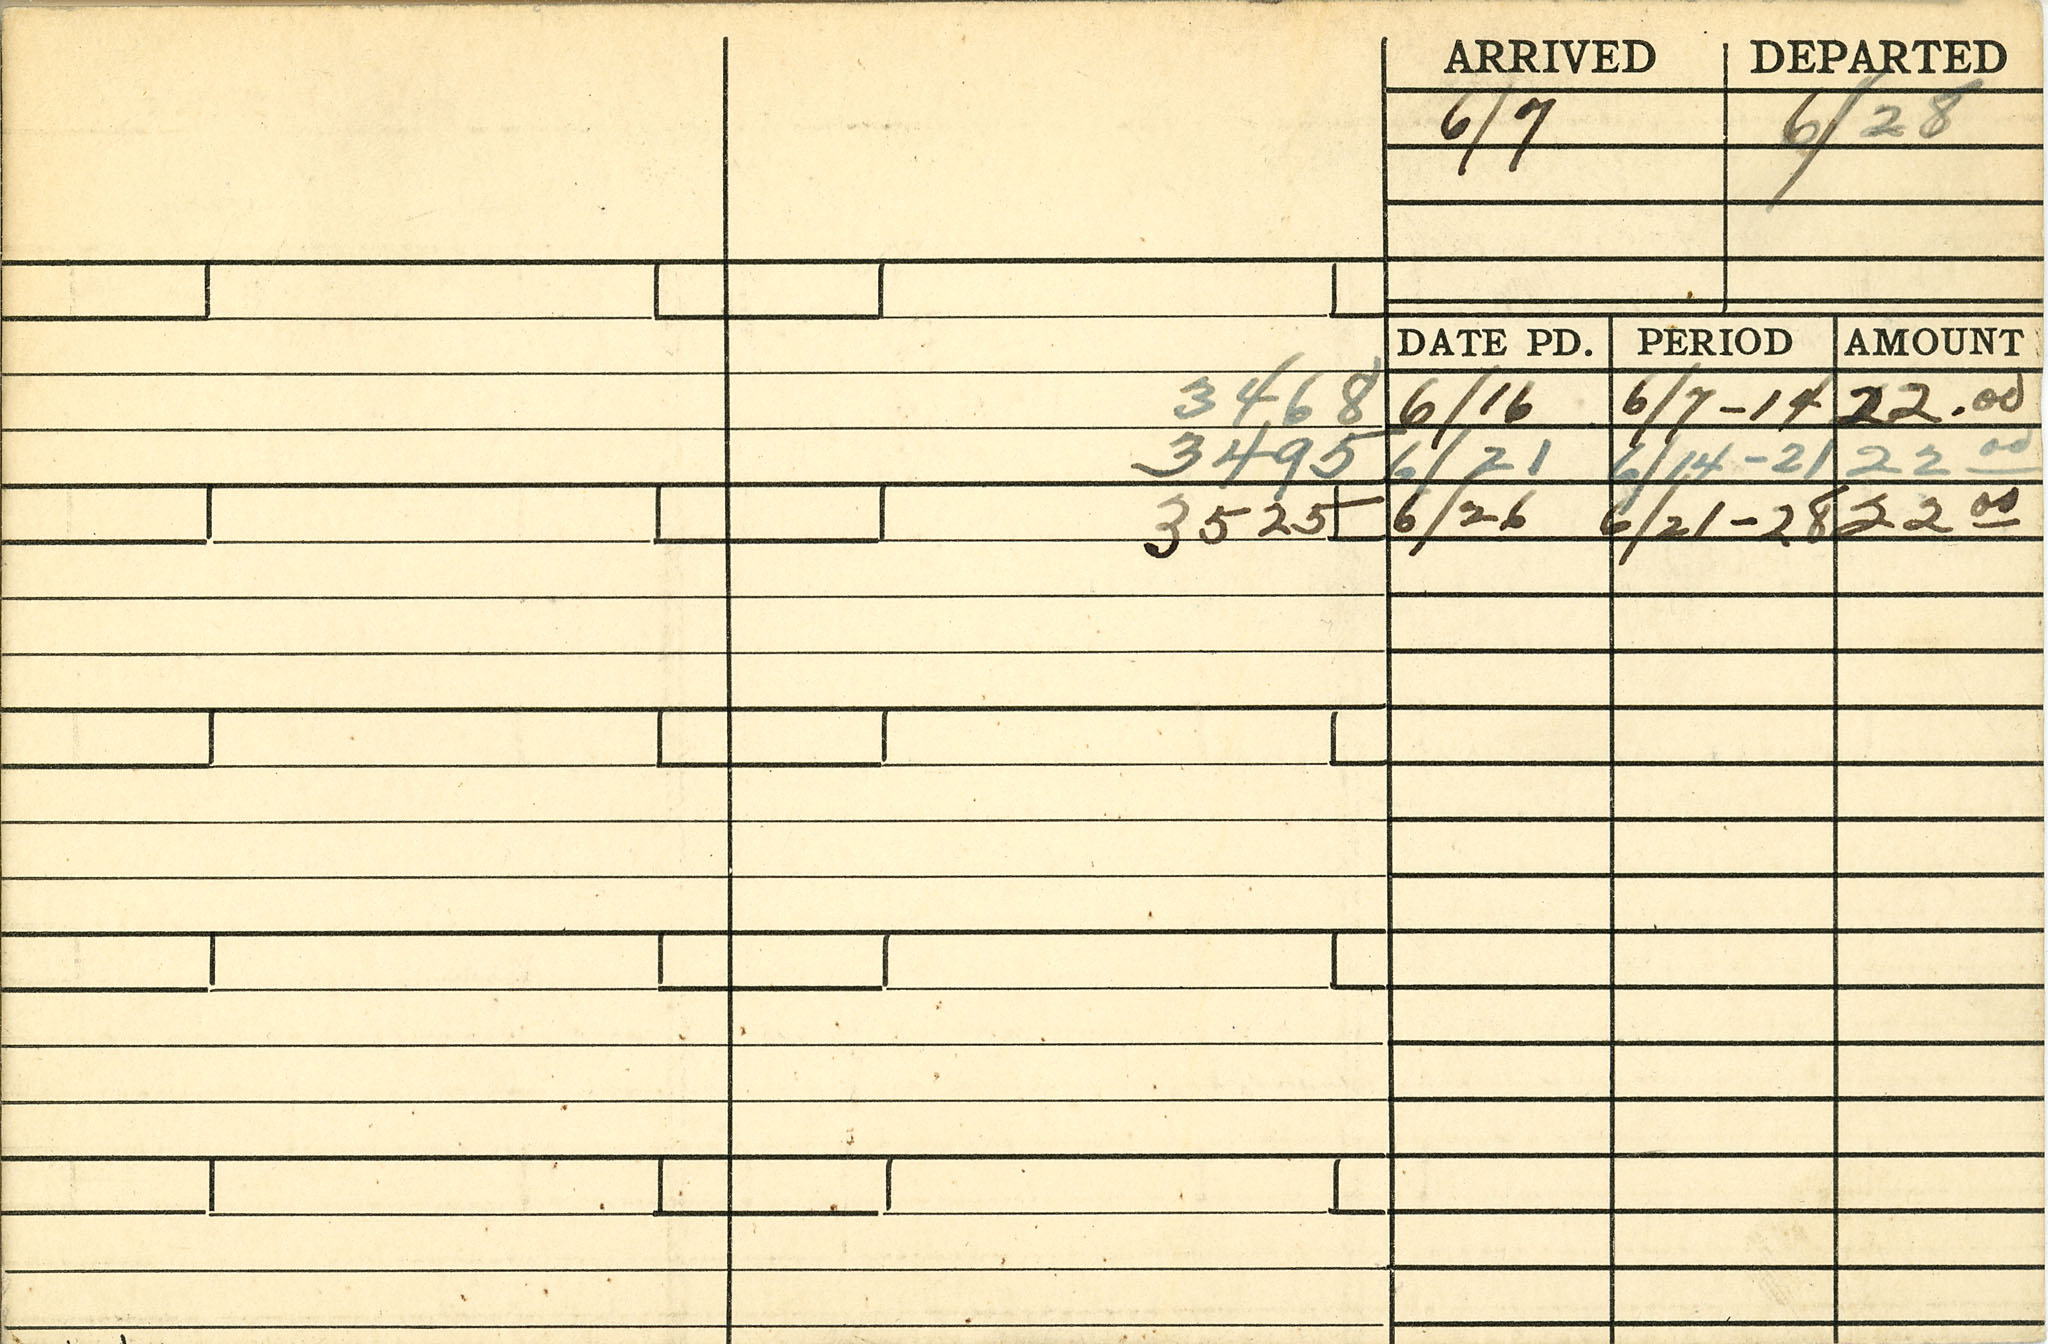 ARRIVED DEPARTED
6/7 6/28
DATE PD. PERIOD AMOUNT
3468 6/16 6/7-14 22.00
3495 6/21 6/14-21 22 00
3525 6/26 6/21-28 22 00